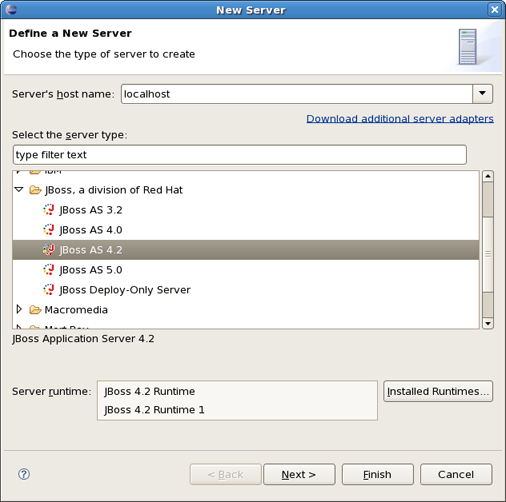 New Server
Define a New Server
Choose the type of server to create
Server's host name: localhost
Download additional server adapters
Select the server type:
type filter text
IBM
JBoss, a division of Red Hat
JBoss AS 3.2
JBoss AS 4.0
JBoss AS 4.2
JBoss AS 5.0
JBoss Deploy-Only Server
Macromedia
JBoss Application Server 4.2
Server runtime: JBoss 4.2 Runtime Installed Runtimes...
JBoss 4.2 Runtime 1
< Back Next > Finish Cancel